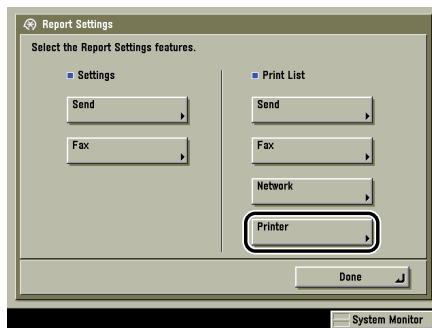 Report Settings
Select the Report Settings features.
Settings
Print List
Send
Send
Fax
Fax
Network
Printer
Done
System Monitor